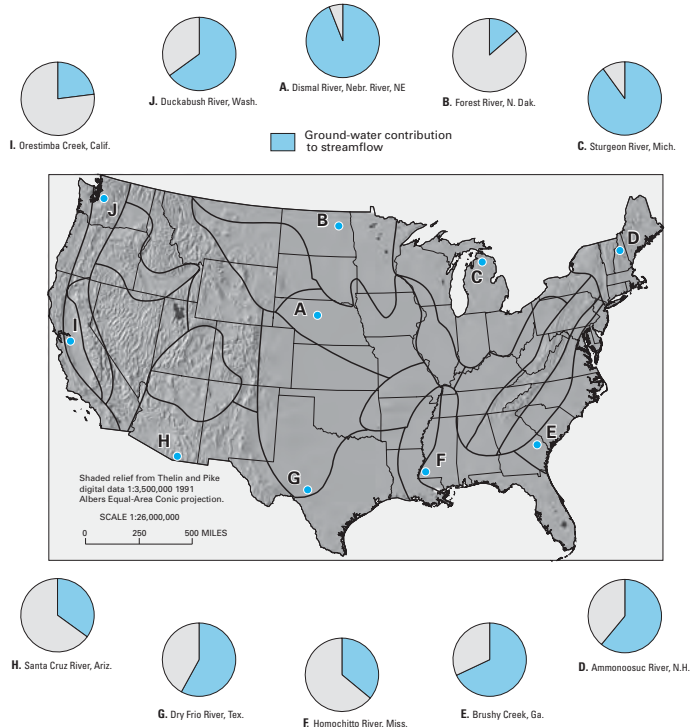 A. Dismal River, Nebr. River, NE
J. Duckabush River, Wash.
B. Forest River, N. Dak.
I. Orestimba Creek, Calif.
C. Sturgeon River, Mich.
Ground-water contribution
to streamflow
J
B
D
C
A
I
H
E
F
G
Shaded relief from Thelin and Pike
digital data 1:3,500,000 1991
Albers Equal-Area Conic projection.
SCALE 1:26,000,000
0 250 500 MILES
H. Santa Cruz River, Ariz.
D. Ammonoosuc River, N.H.
G. Dry Frio River, Tex.
E. Brushy Creek, Ga.
F. Homochitto River, Miss.